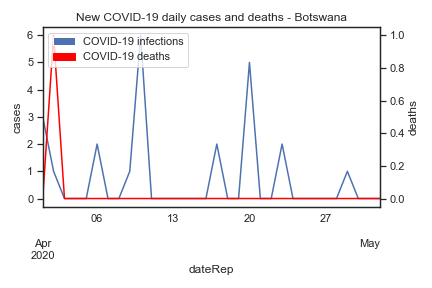 New COVID-19 daily cases and deaths - Botswana
COVID-19 infections
COVID-19 deaths
cases
deaths
6
5
4
3
2
1
0
1.0
0.8
0.6
0.4
0.2
0.0
06
13
20
27
Apr
2020
May
dateRep